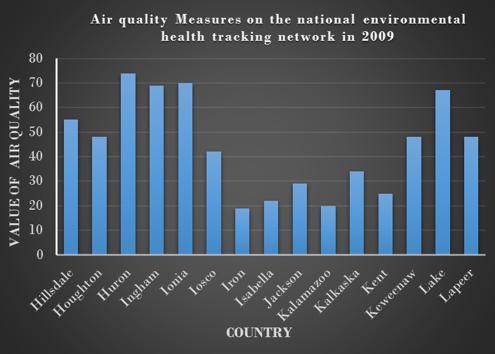 Air quality Measures on the national environmental
health tracking network in 2009
VALUE OF AIR QUALITY
80
70
60
50
40
30
20
10
0
Hillsdale
Houghton
Huron
Ingham
Ionia
Iosco
Iron
Isabella
Jackson
Kalamazoo
Kalkaska
Kent
Keweenaw
Lake
Lapeer
COUNTRY